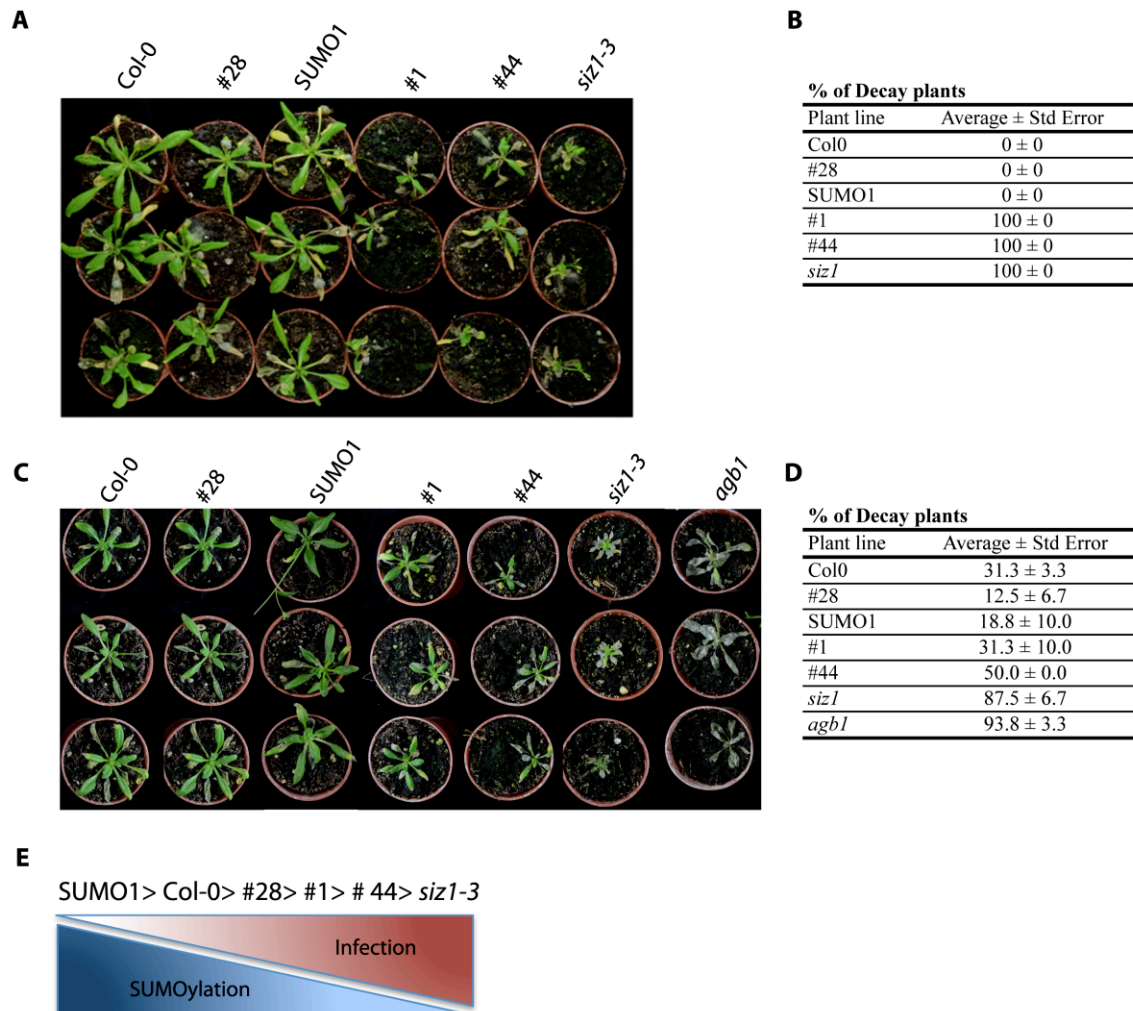 A
Col-0 #28 SUMO1 #1 #44 siz1-3
B
% of Decay plants
Plant line Average ± Std Error
Col0 0 ± 0
#28 0 ± 0
SUMO1 0 ± 0
#1 100 ± 0
#44 100 ± 0
siz1 100 ± 0
C
Col-0 #28 SUMO1 #1 #44 siz1-3 agb1
D
% of Decay plants
Plant line Average ± Std Error
Col0 31.3 ± 3.3
#28 12.5 ± 6.7
SUMO1 18.8 ± 10.0
#1 31.3 ± 10.0
#44 50.0 ± 0.0
siz1 87.5 ± 6.7
agb1 93.8 ± 3.3
E
SUMO1> Col-0> #28> #1> # 44> siz1-3
Infection
SUMOylation